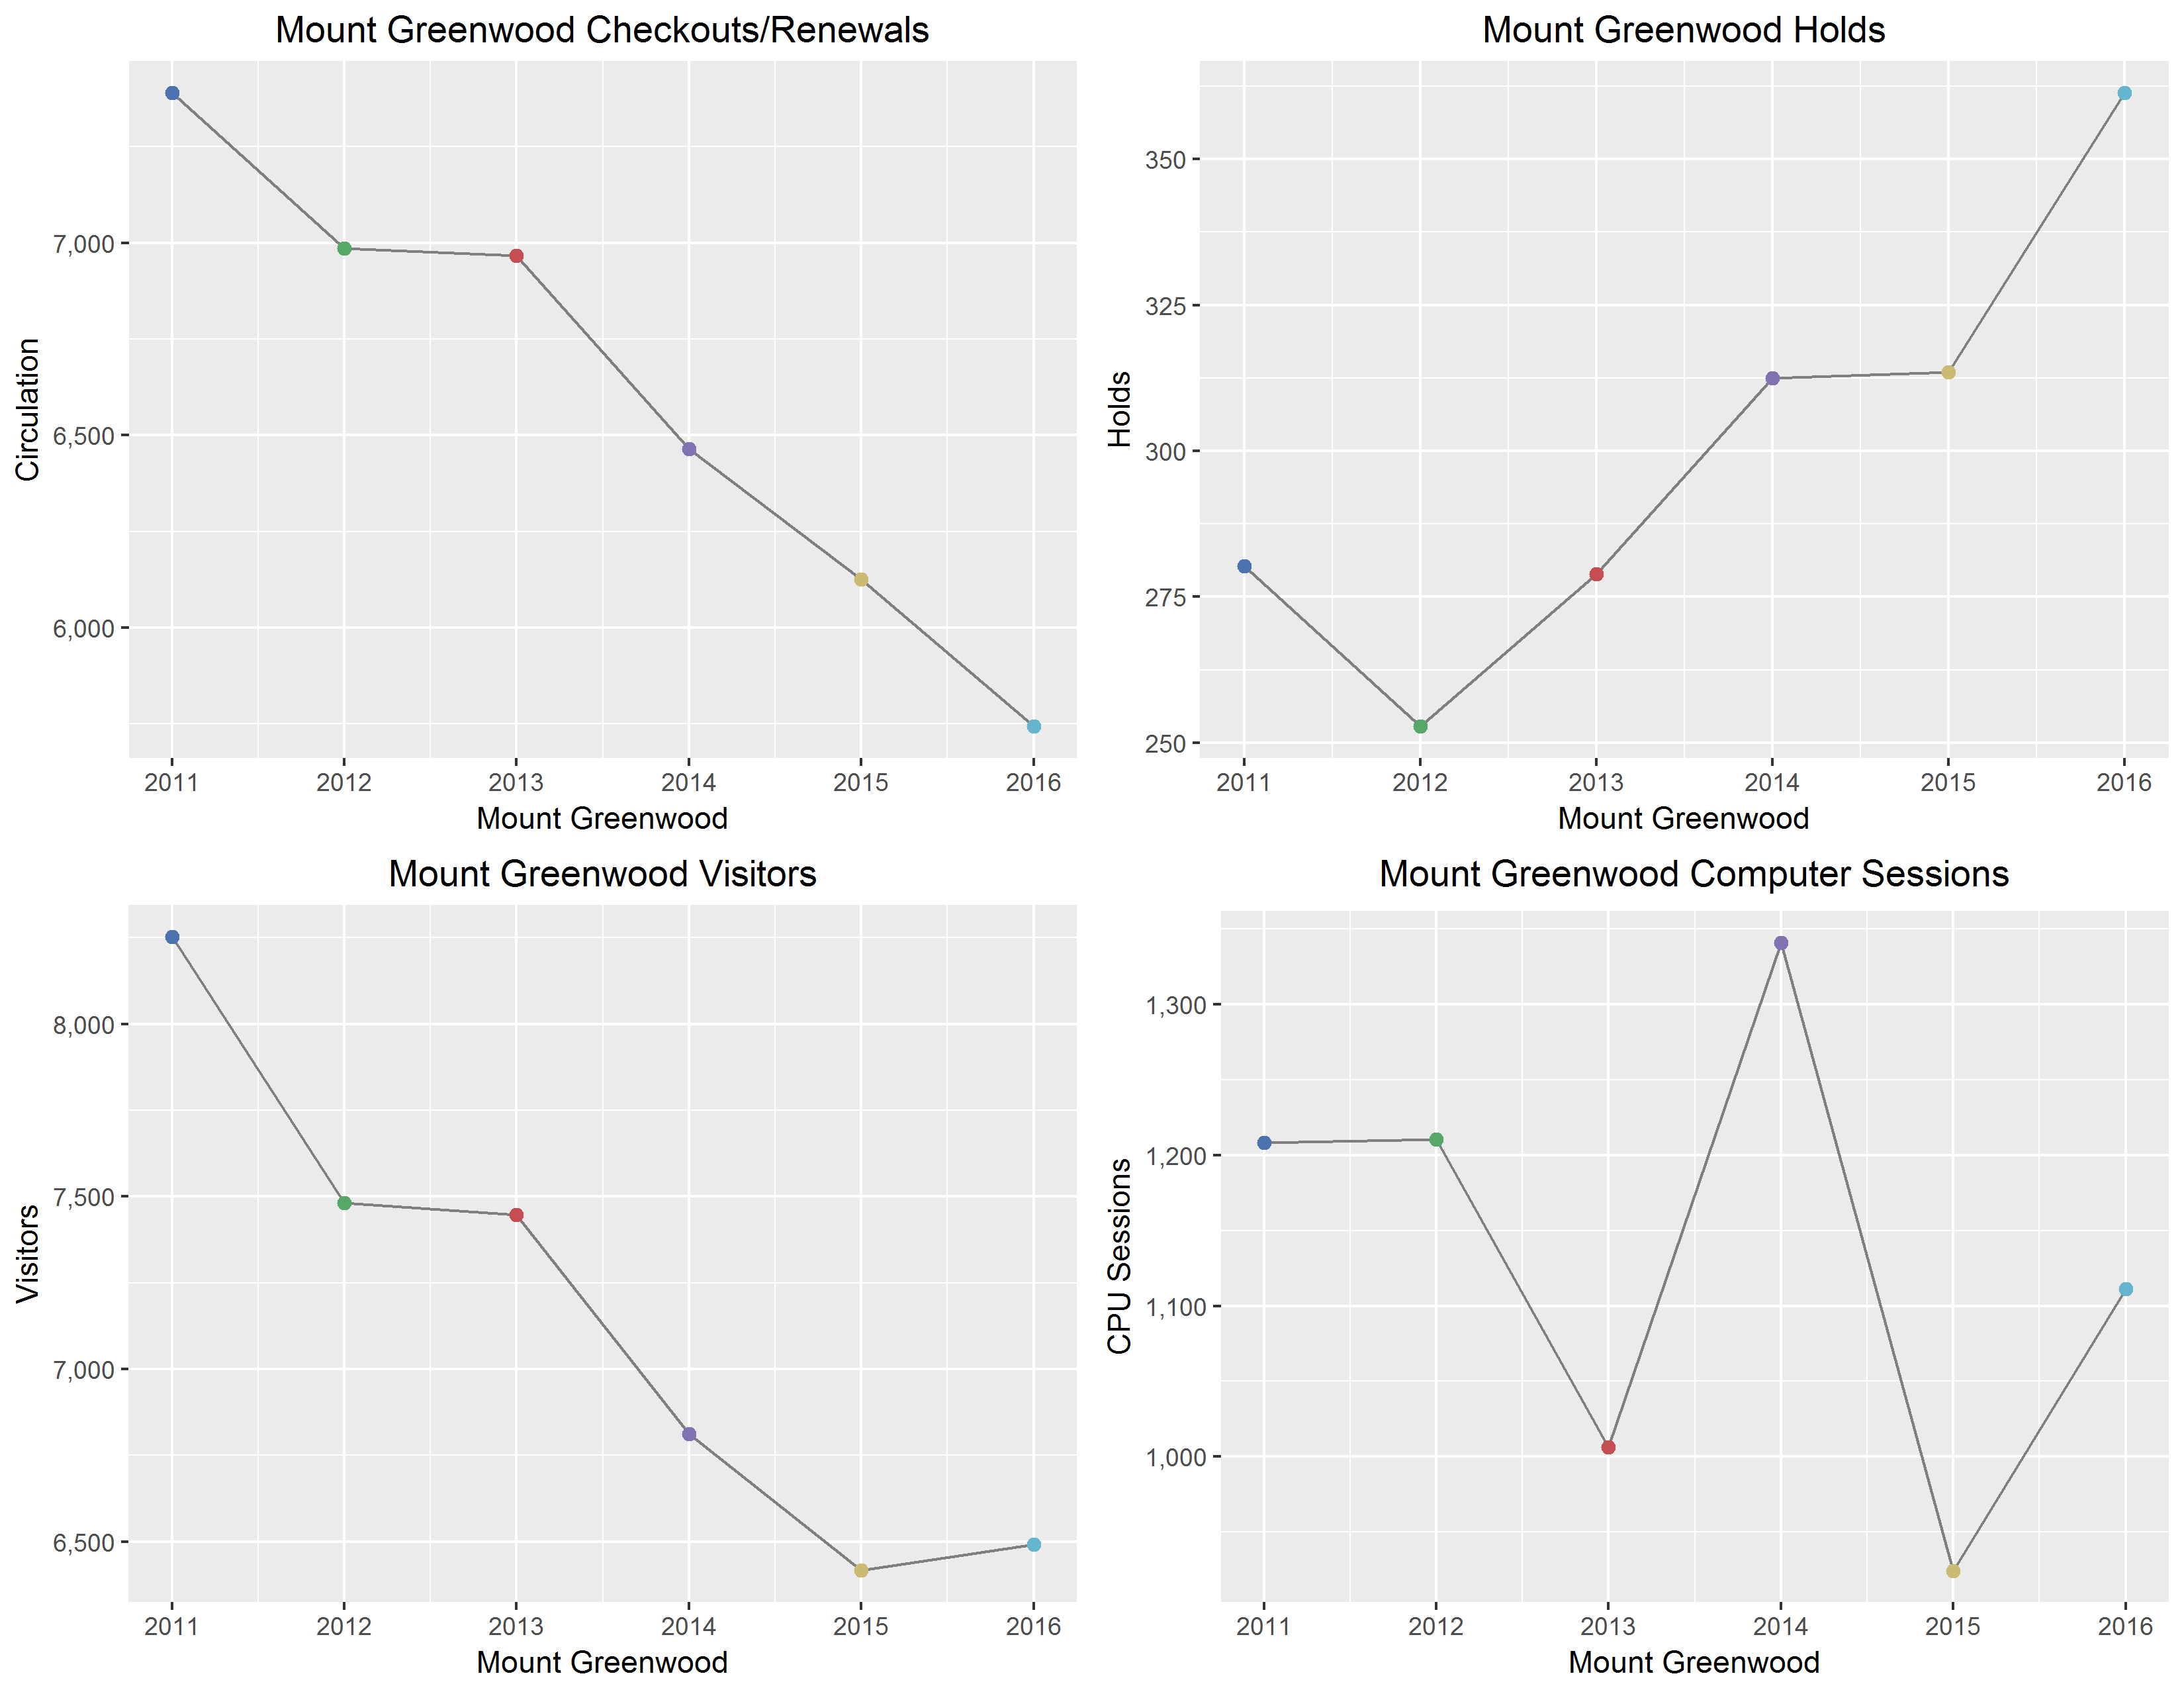 Mount Greenwood Checkouts/Renewals
Circulation
7,000
6,500
6,000
2011 2012 2013 2014 2015 2016
Mount Greenwood
Mount Greenwood Holds
Holds
350
325
300
275
250
2011 2012 2013 2014 2015 2016
Mount Greenwood
Mount Greenwood Visitors
Visitors
8,000
7,500
7,000
6,500
2011 2012 2013 2014 2015 2016
Mount Greenwood
Mount Greenwood Computer Sessions
CPU Sessions
1,300
1,200
1,100
1,000
2011 2012 2013 2014 2015 2016
Mount Greenwood